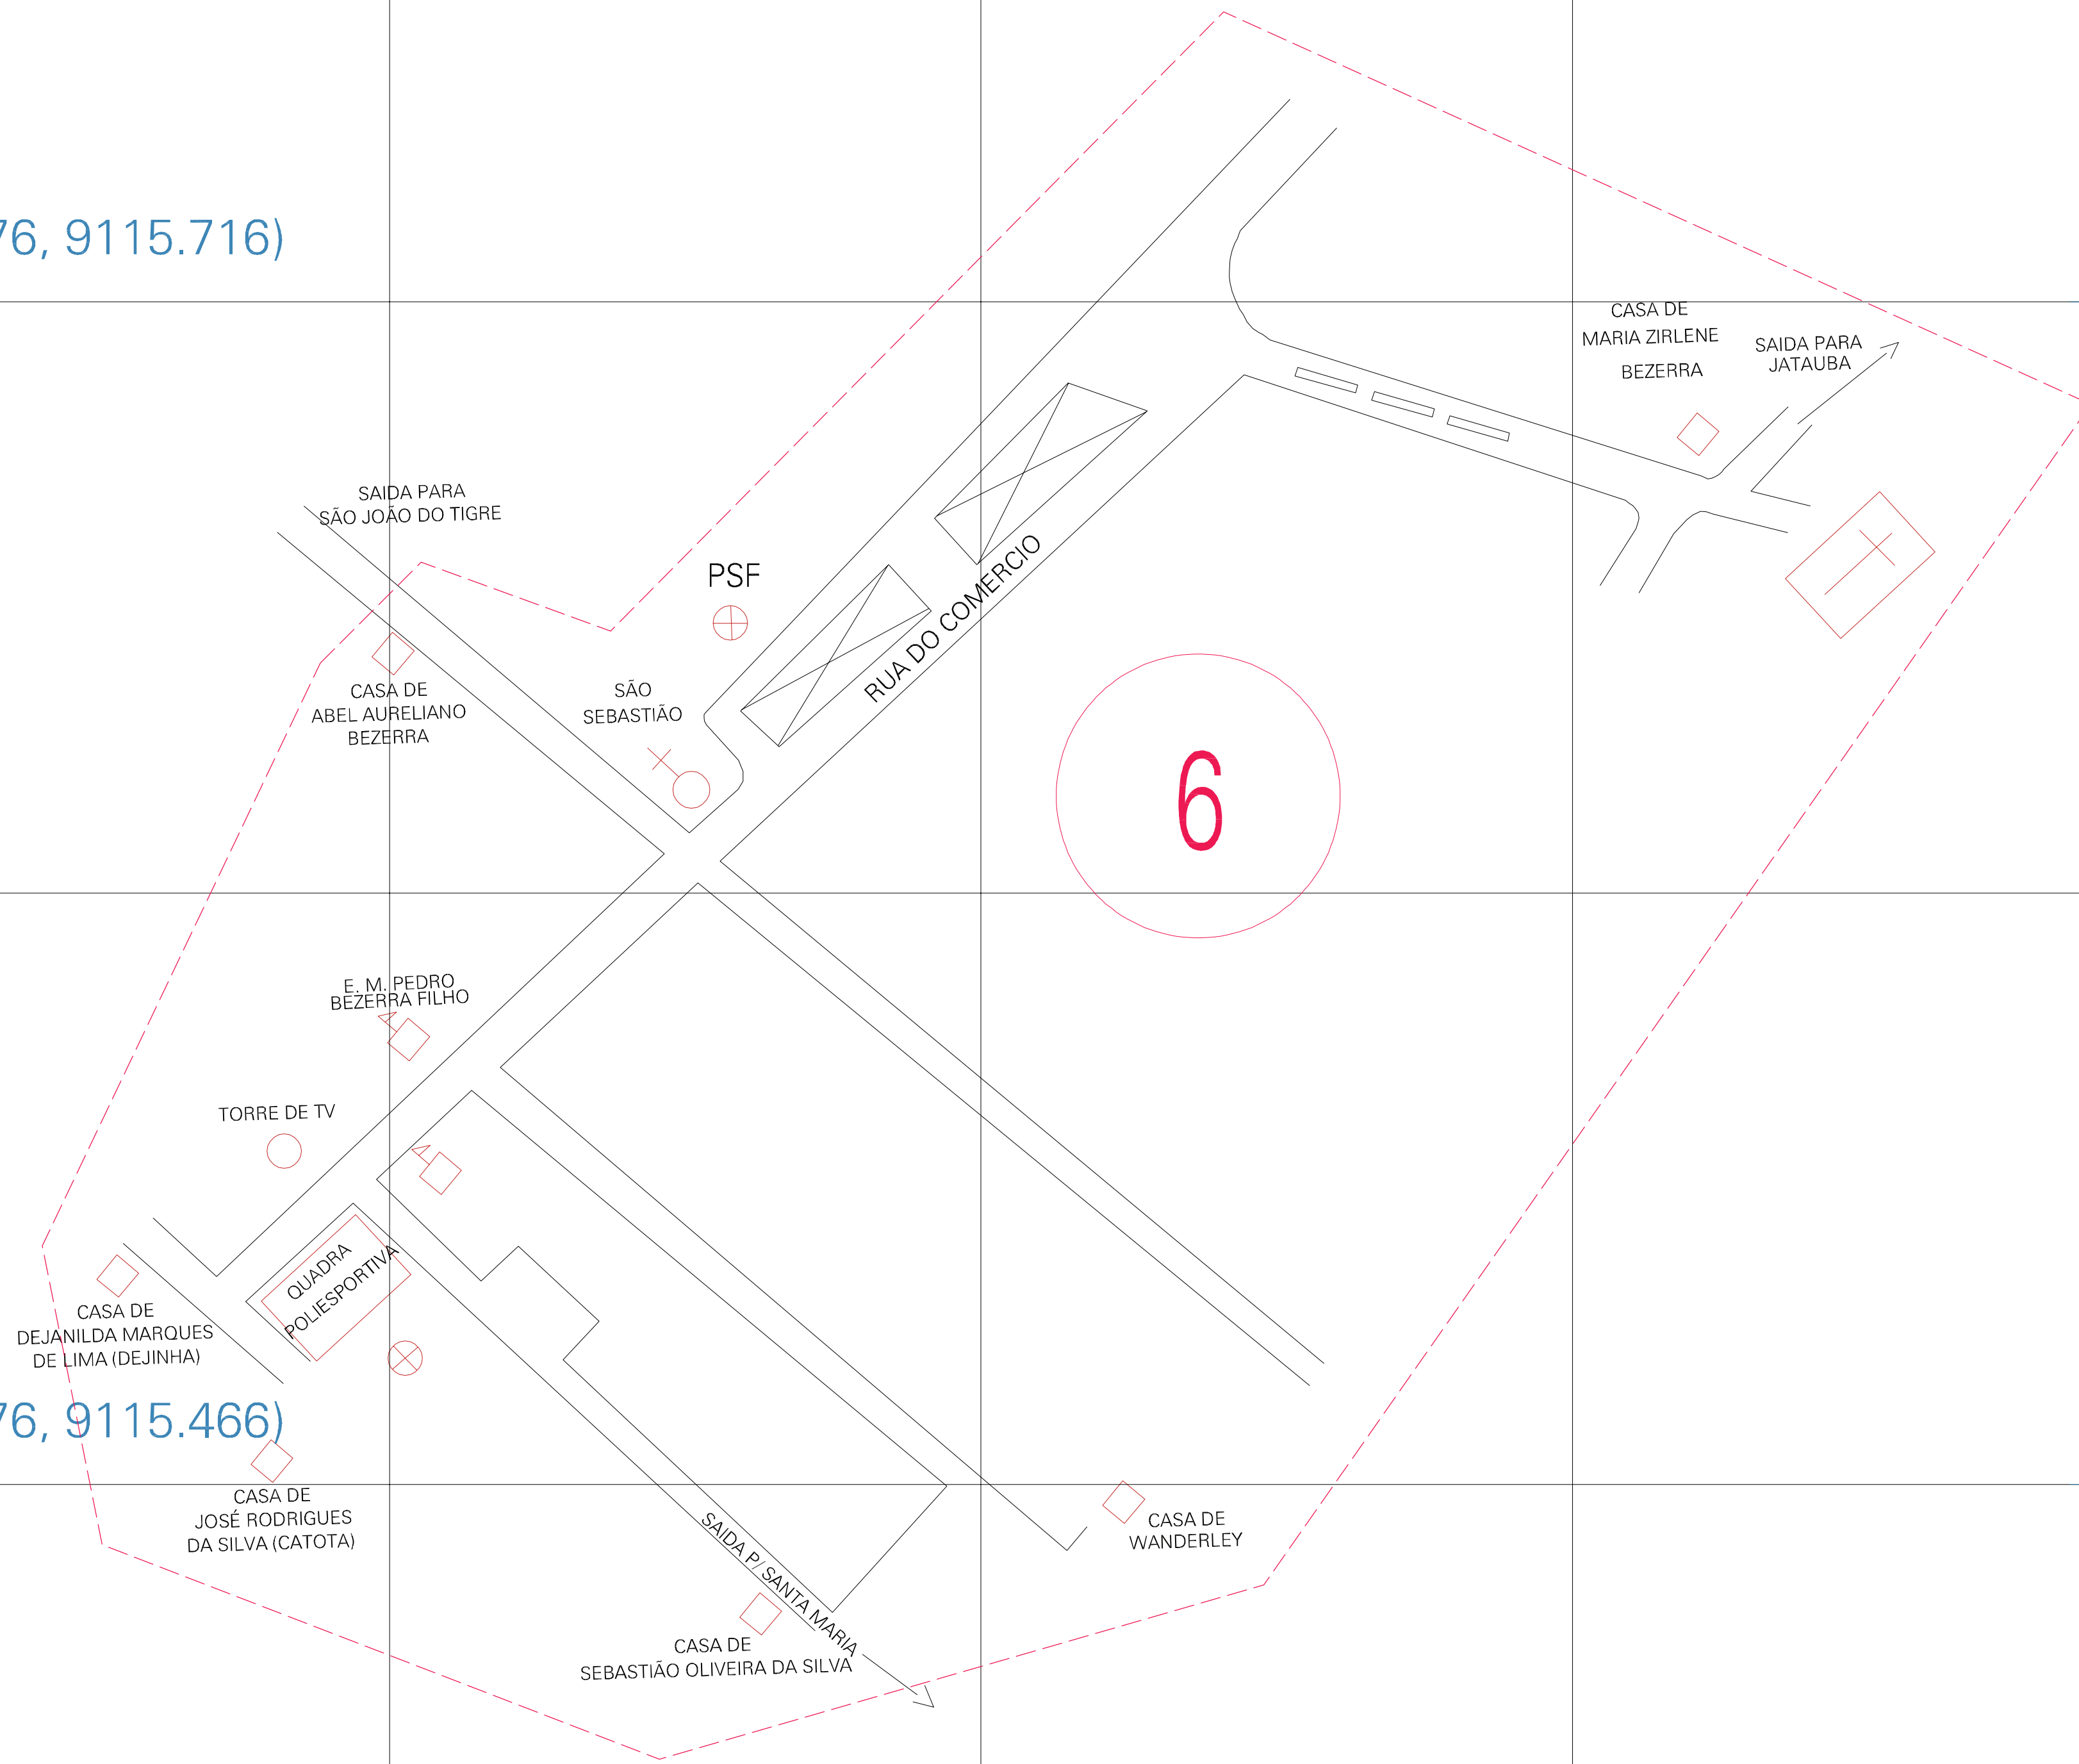 76, 9115.716)
CASA DE
MARIA ZIRLENE
BEZERRA
SAIDA PARA
JATAUBA
SAIDA PARA
SÃO JOÃO DO TIGRE
PSF
RUA DO COMERCIO
CASA DE
ABEL AURELIANO
BEZERRA
SÃO
SEBASTIÃO
6
E. M. PEDRO
BEZERRA FILHO
TORRE DE TV
QUADRA
POLIESPORTIVA
CASA DE
DEJANILDA MARQUES
DE LIMA (DEJINHA)
76, 9115.466)
CASA DE
JOSÉ RODRIGUES
DA SILVA (CATOTA)
SAIDA P/ SANTA MARIA
CASA DE
WANDERLEY
CASA DE
SEBASTIÃO OLIVEIRA DA SILVA